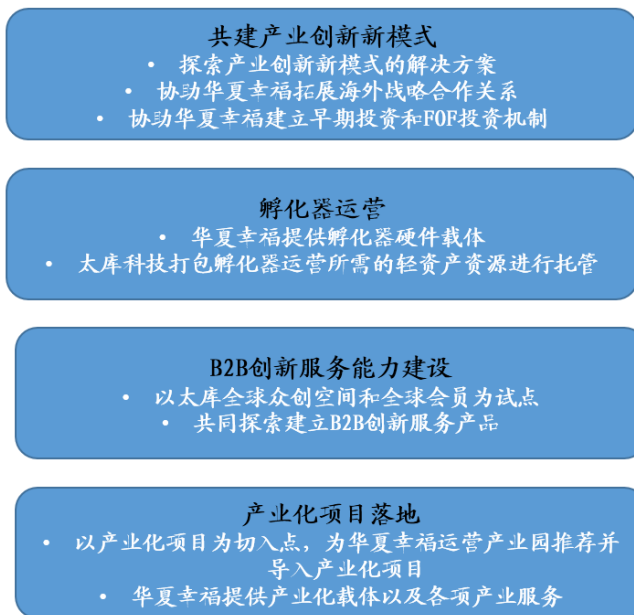 共建产业创新新模式
• 探索产业创新新模式的解决方案
• 协助华夏幸福拓展海外战略合作关系
• 协助华夏幸福建立早期投资和FOF投资机制
孵化器运营
• 华夏幸福提供孵化器硬件载体
• 太库科技打包孵化器运营所需的轻资产资源进行托管
B2B创新服务能力建设
• 以太库全球众创空间和全球会员为试点
• 共同探索建立B2B创新服务产品
产业化项目落地
• 以产业化项目为切入点，为华夏幸福运营产业园推荐并
导入产业化项目
• 华夏幸福提供产业化载体以及各项产业服务